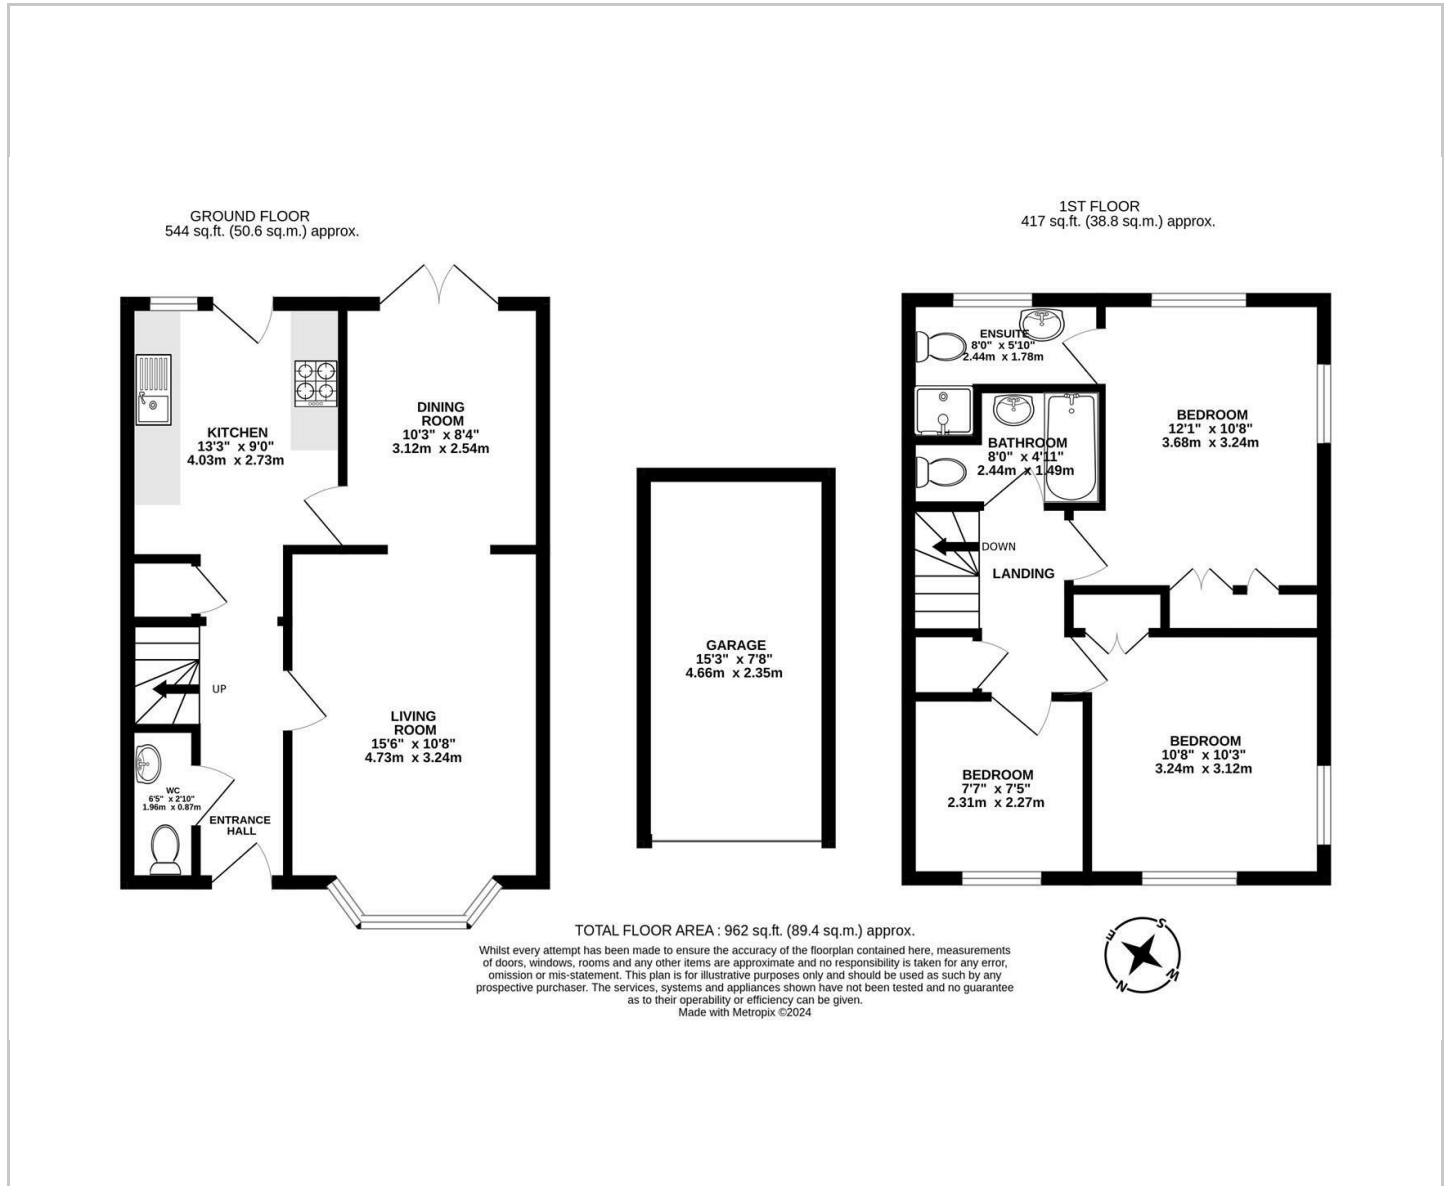 GROUND FLOOR
544 sq.ft. (50.6 sq.m.) approx.
1ST FLOOR
417 sq.ft. (38.8 sq.m.) approx.
KITCHEN
13'3" x 9'0"
4.03m x 2.73m
DINING
ROOM
10'3" x 8'4"
3.12m x 2.54m
UP
LIVING
ROOM
15'6" x 10'8"
4.73m x 3.24m
WC
6'5" x 2'10"
1.96m x 0.87m
ENTRANCE
HALL
GARAGE
15'3" x 7'8"
4.66m x 2.35m
ENSUITE
8'0" x 5'10"
2.44m x 1.78m
BATHROOM
8'0" x 4'11"
2.44m x 1.49m
BEDROOM
12'1" x 10'8"
3.68m x 3.24m
DOWN
LANDING
BEDROOM
10'8" x 10'3"
3.24m x 3.12m
BEDROOM
7'7" x 7'5"
2.31m x 2.27m
TOTAL FLOOR AREA : 962 sq.ft. (89.4 sq.m.) approx.
Whilst every attempt has been made to ensure the accuracy of the floorplan contained here, measurements
of doors, windows, rooms and any other items are approximate and no responsibility is taken for any error,
omission or mis-statement. This plan is for illustrative purposes only and should be used as such by any
prospective purchaser. The services, systems and appliances shown have not been tested and no guarantee
as to their operability or efficiency can be given.
Made with Metropix ©2024
S
E
W
N